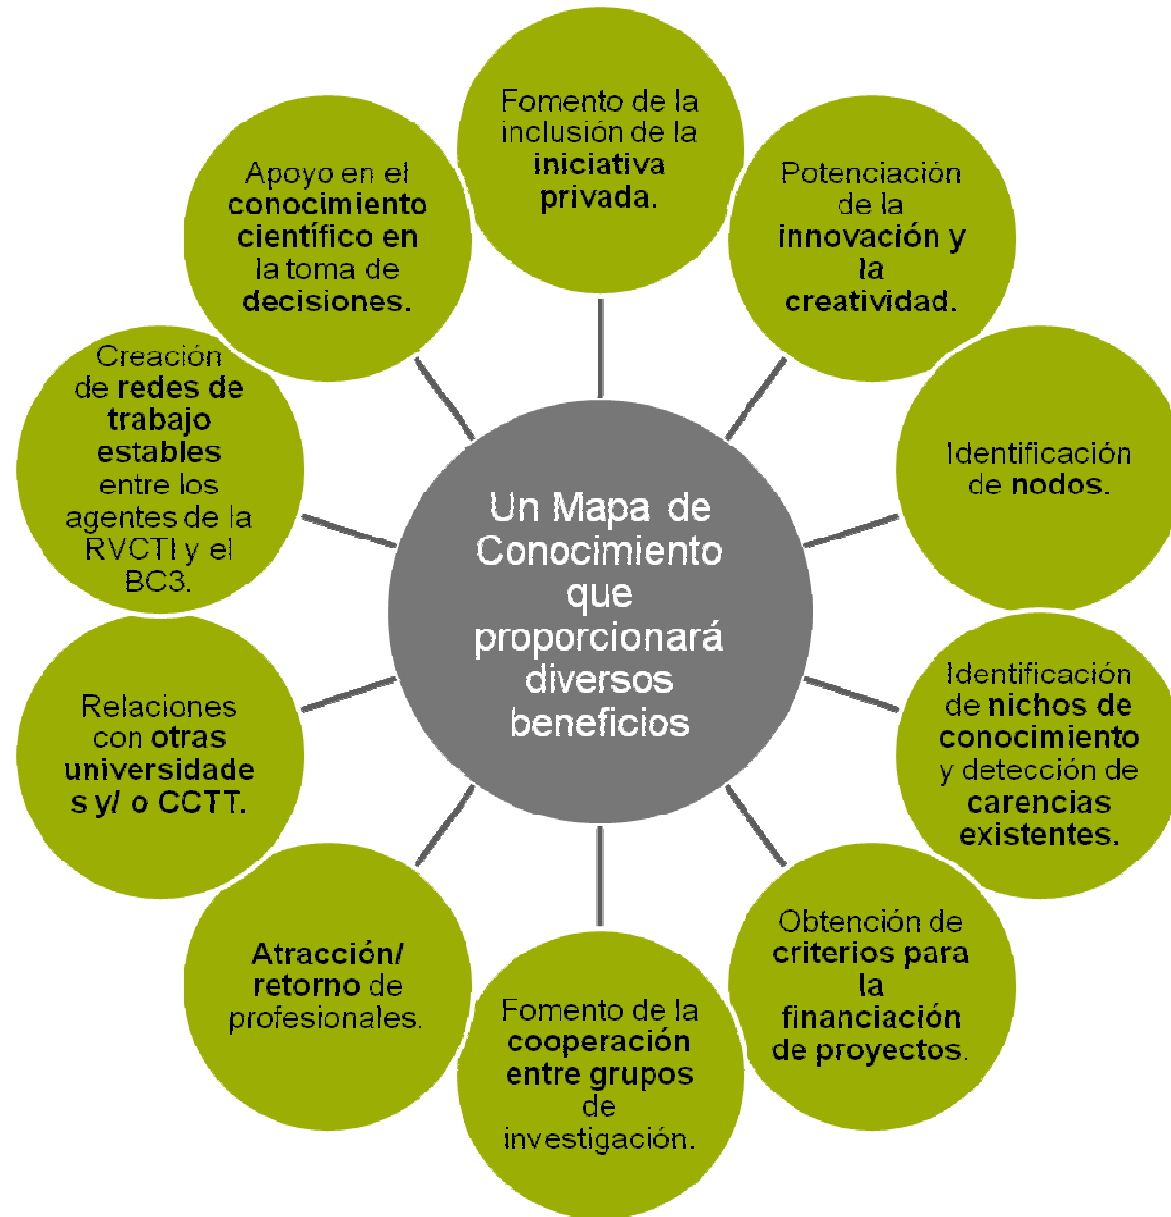 Fomento de la
inclusión de la
iniciativa
privada.
Potenciación
de la
innovación y
la
creatividad.
Identificación
de nodos.
Identificación
de nichos de
conocimiento
y detección de
carencias
existentes.
Obtención de
criterios para
la
financiación
de proyectos.
Fomento de la
cooperación
entre grupos
de
investigación.
Atracción/
retorno de
profesionales.
Relaciones
con otras
universidade
s y/ o CCTT.
Creación
de redes de
trabajo
estables
entre los
agentes de la
RVCTI y el
BC3.
Apoyo en el
conocimiento
científico en
la toma de
decisiones.
Un Mapa de
Conocimiento
que
proporcionará
diversos
beneficios